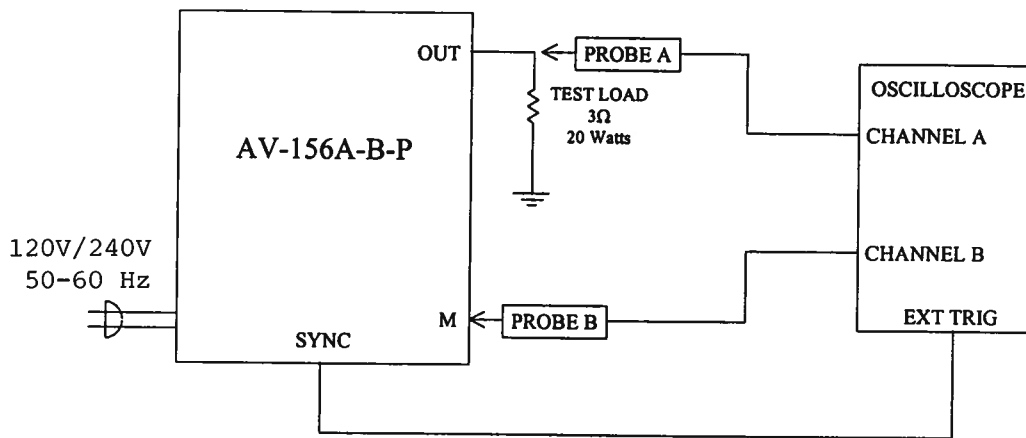 OUT
PROBE A
TEST LOAD
3Ω
20 Watts
OSCILLOSCOPE
CHANNEL A
AV-156A-B-P
120V/240V
50-60 Hz
CHANNEL B
M
PROBE B
SYNC
EXT TRIG